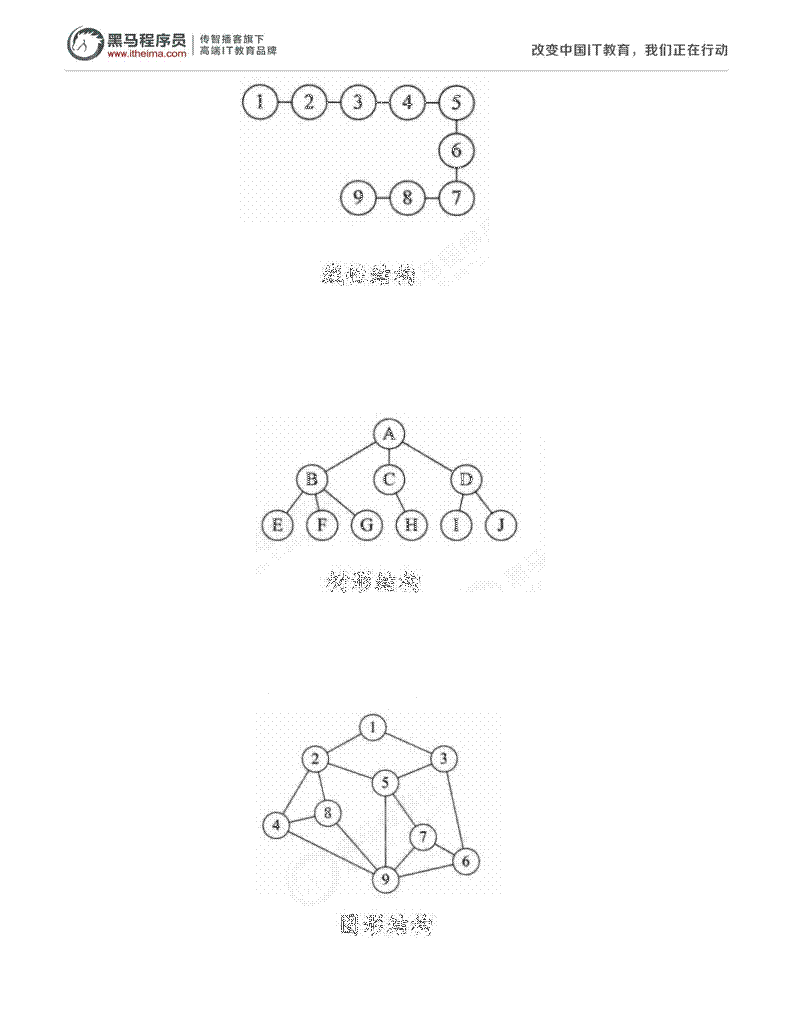 黑马程序员
www.itheima.com
传智播客旗下
高端IT教育品牌
改变中国IT教育，我们正在行动
1 2 3 4 5
6
9 8 7
线性结构
A
B C D
E F G H I J
树形结构
1
2 3
5
8
4
7
6
9
图形结构